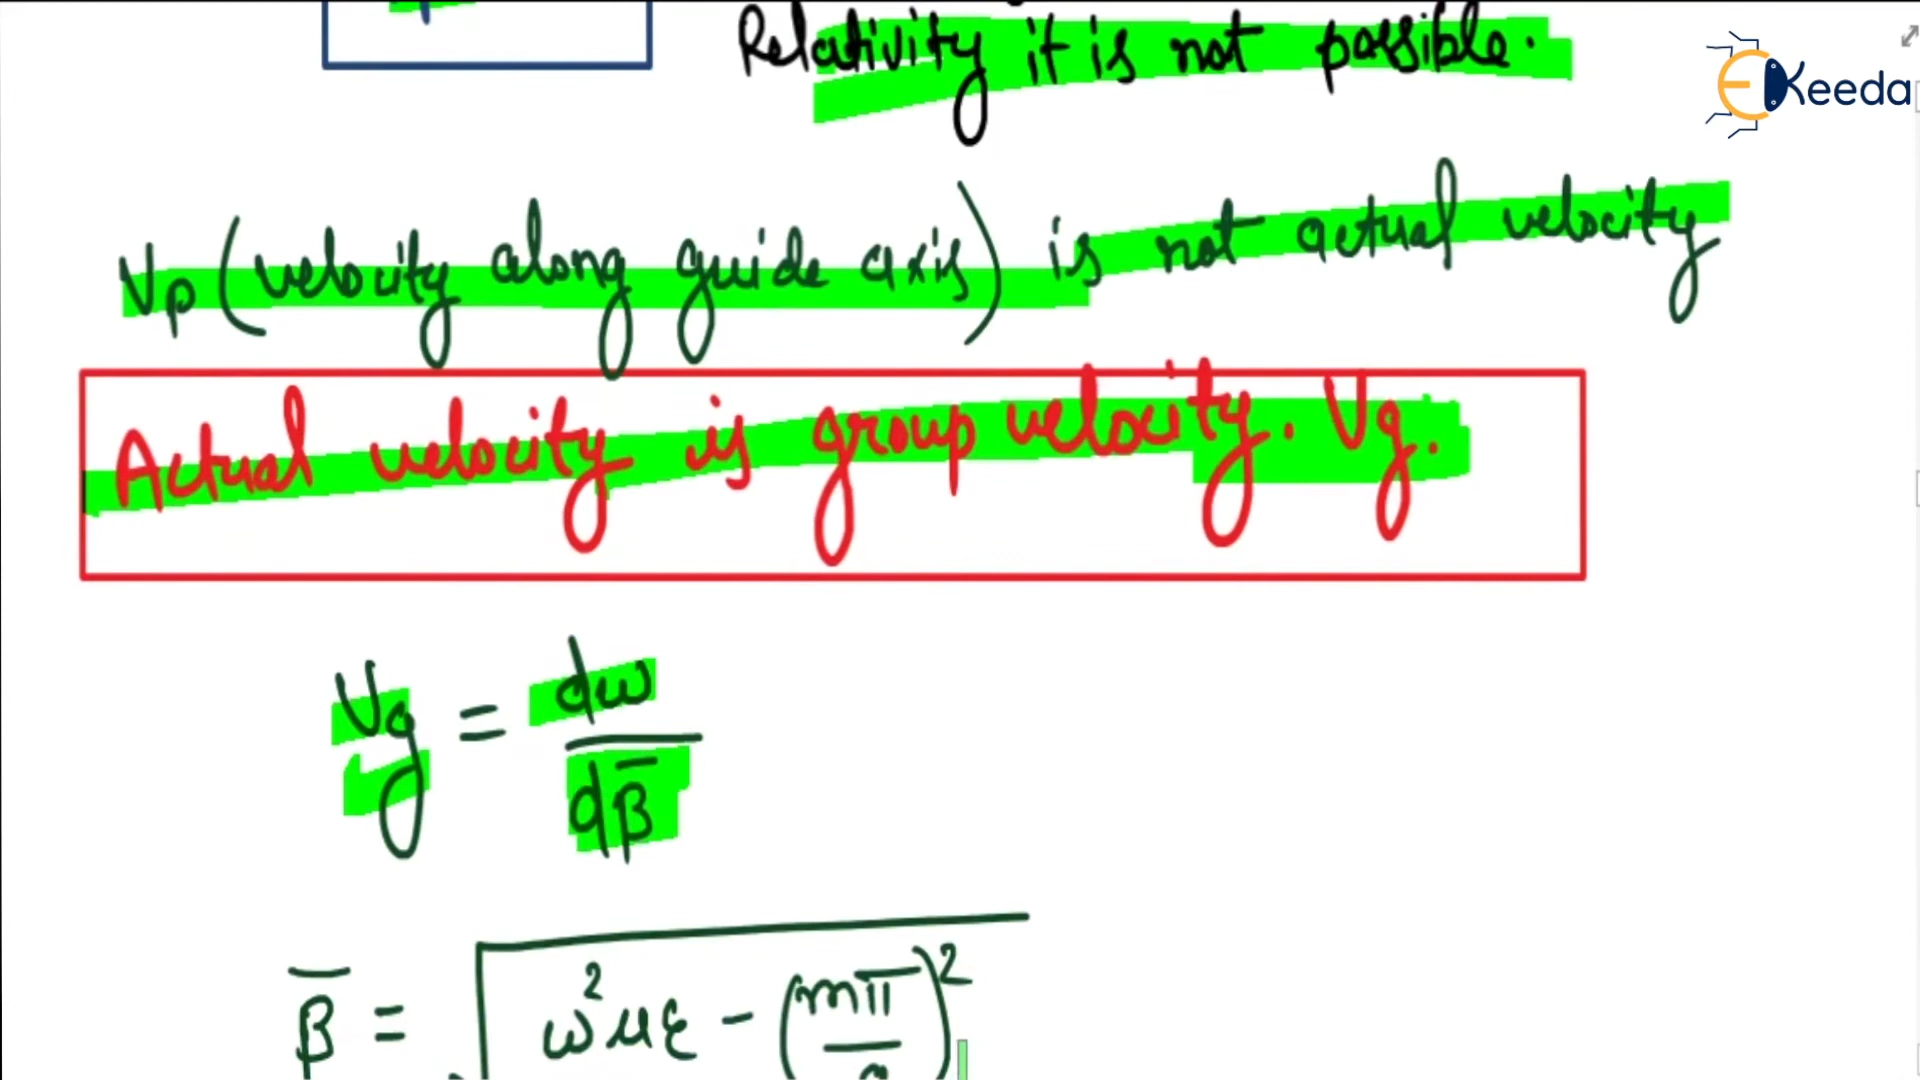 Relativity it is not possible.
EKeeda
Vp (velocity along guide axis) is not actual velocity
Actual velocity is group velocity. Vg.
Vg = dω
dβ̅
β̅ = √ω²με - (mπ
)²